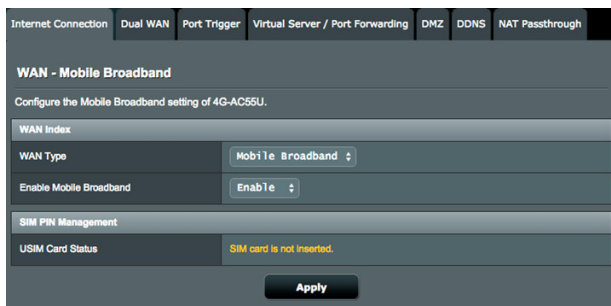 Internet Connection Dual WAN Port Trigger Virtual Server / Port Forwarding DMZ DDNS NAT Passthrough
WAN - Mobile Broadband
Configure the Mobile Broadband setting of 4G-AC55U.
WAN Index
WAN Type Mobile Broadband
Enable Mobile Broadband Enable
SIM PIN Management
USIM Card Status SIM card is not inserted.
Apply